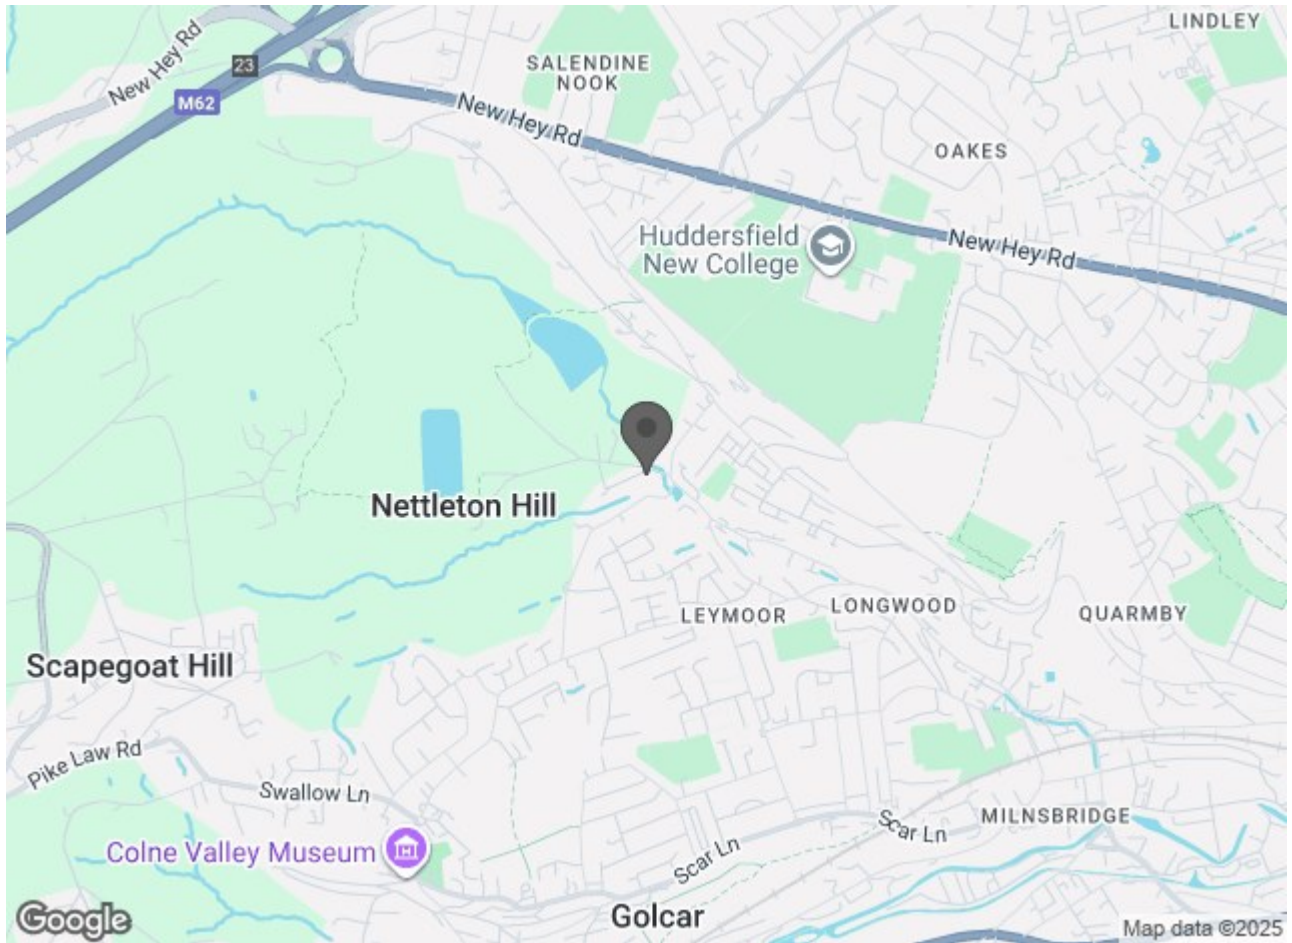 LINDLEY
New Hey Rd
23
M62
SALENDINE
NOOK
New Hey Rd
OAKES
Huddersfield
New College
New Hey Rd
Nettleton Hill
LEYMOOR
LONGWOOD
QUARMBY
Scapegoat Hill
Pike Law Rd
Swallow Ln
Colne Valley Museum
Scar Ln
Scar Ln
MILNSBRIDGE
Golcar
Google
Map data ©2025